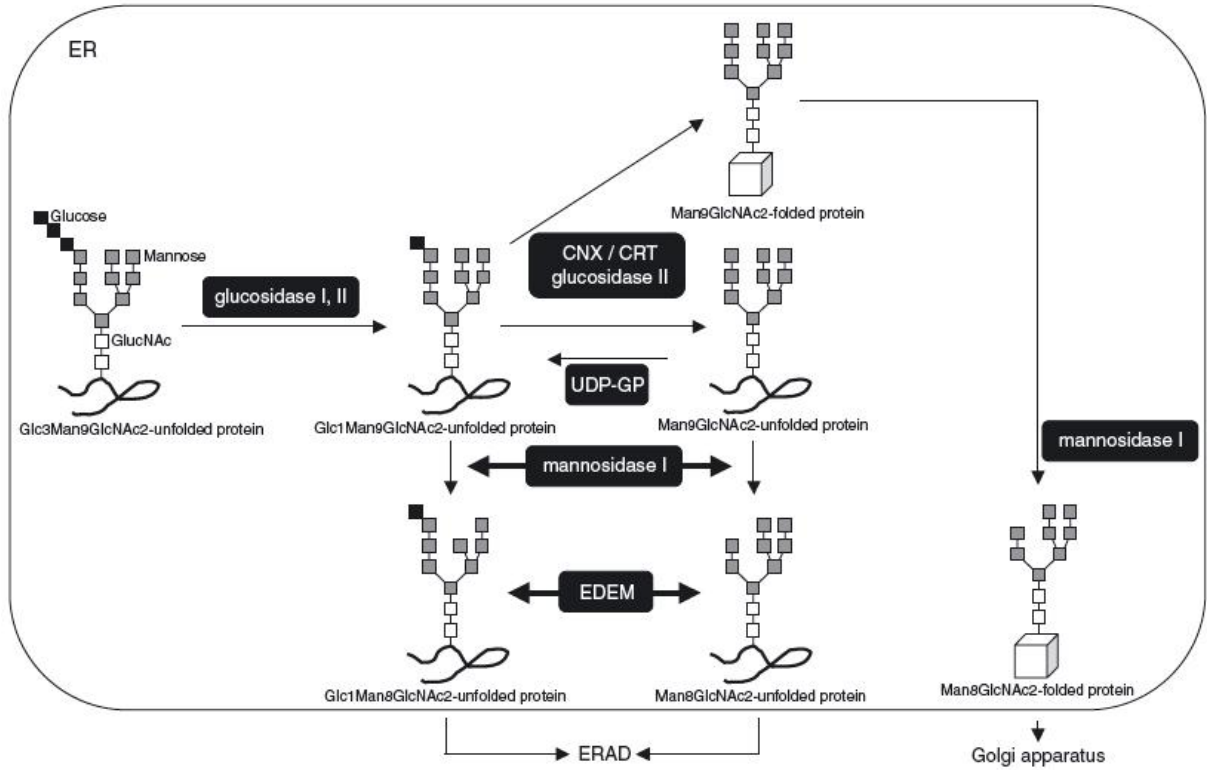 ER
Man9GlcNAc2-folded protein
Glucose
Mannose
GlucNAc
Glc3Man9GlcNAc2-unfolded protein
glucosidase I, II
Glc1Man9GlcNAc2-unfolded protein
CNX / CRT
glucosidase II
UDP-GP
Man9GlcNAc2-unfolded protein
mannosidase I
mannosidase I
EDEM
Glc1Man8GlcNAc2-unfolded protein
Man8GlcNAc2-unfolded protein
Man8GlcNAc2-folded protein
ERAD
Golgi apparatus